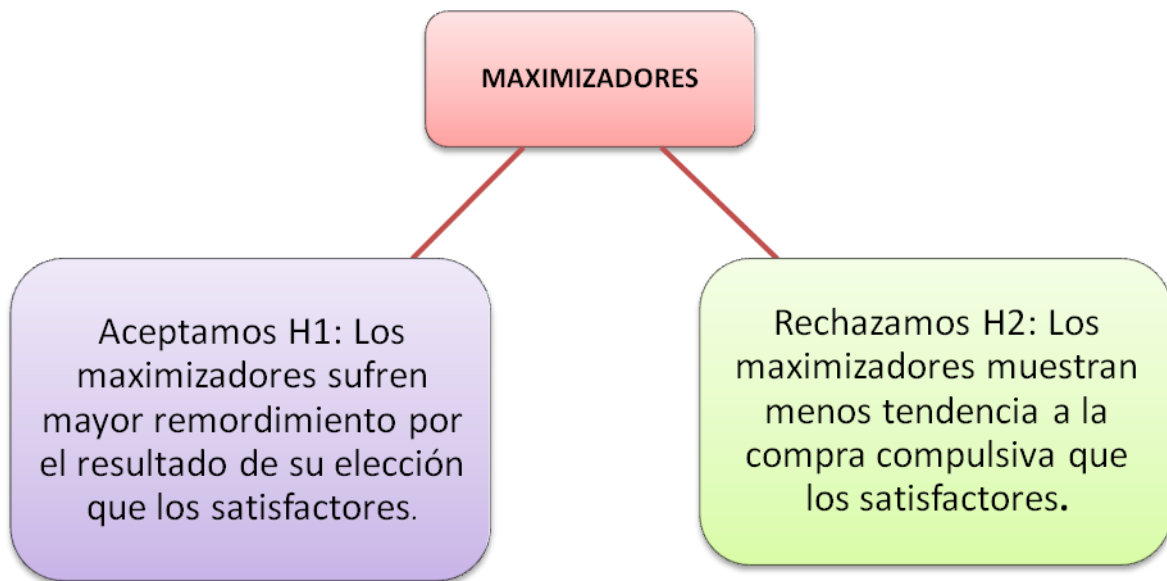 MAXIMIZADORES
Aceptamos H1: Los
maximizadores sufren
mayor remordimiento por
el resultado de su elección
que los satisfactores.
Rechazamos H2: Los
maximizadores muestran
menos tendencia a la
compra compulsiva que
los satisfactores.